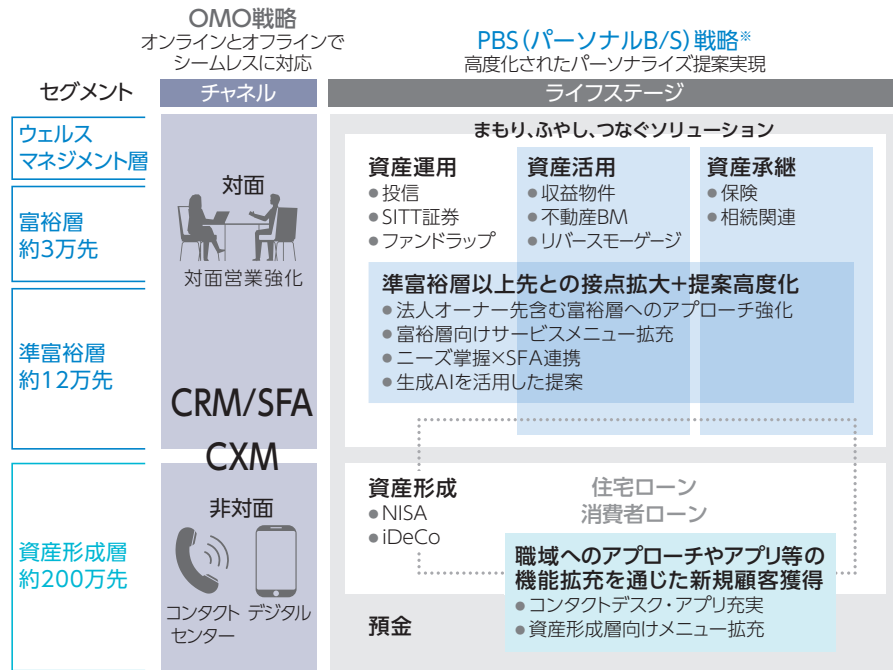 OMO戦略
オンラインとオフラインで
シームレスに対応
PBS(パーソナルB/S)戦略※
高度化されたパーソナライズ提案実現
セグメント
チャネル
ライフステージ
ウェルス
マネジメント層
富裕層
約3万先
準富裕層
約12万先
資産形成層
約200万先
対面
対面営業強化
CRM/SFA
CXM
非対面
コンタクト
センター
デジタル
まもり、ふやし、つなぐソリューション
資産運用
●投信
●SITT証券
●ファンドラップ
資産活用
●収益物件
●不動産BM
●リバースモーゲージ
資産承継
●保険
●相続関連
準富裕層以上先との接点拡大+提案高度化
●法人オーナー先含む富裕層へのアプローチ強化
●富裕層向けサービスメニュー拡充
●ニーズ掌握×SFA連携
●生成AIを活用した提案
資産形成
●NISA
●iDeCo
住宅ローン
消費者ローン
職域へのアプローチやアプリ等の
機能拡充を通じた新規顧客獲得
●コンタクトデスク・アプリ充実
●資産形成層向けメニュー拡充
預金